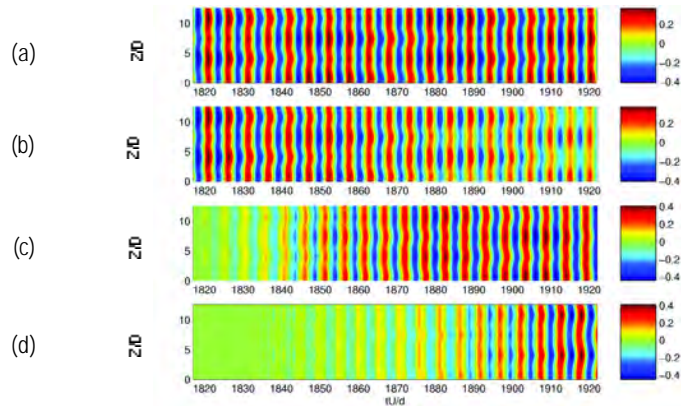 (a) Z/D 10 5 0 1820 1830 1840 1850 1860 1870 1880 1890 1900 1910 1920 0.2 0 −0.2 −0.4
(b) Z/D 10 5 0 1820 1830 1840 1850 1860 1870 1880 1890 1900 1910 1920 0.2 0 −0.2 −0.4
(c) Z/D 10 5 0 1820 1830 1840 1850 1860 1870 1880 1890 1900 1910 1920 0.4 0.2 0 −0.2 −0.4
(d) Z/D 10 5 0 1820 1830 1840 1850 1860 1870 1880 1890 1900 1910 1920 0.4 0.2 0 −0.2 −0.4
tU/d